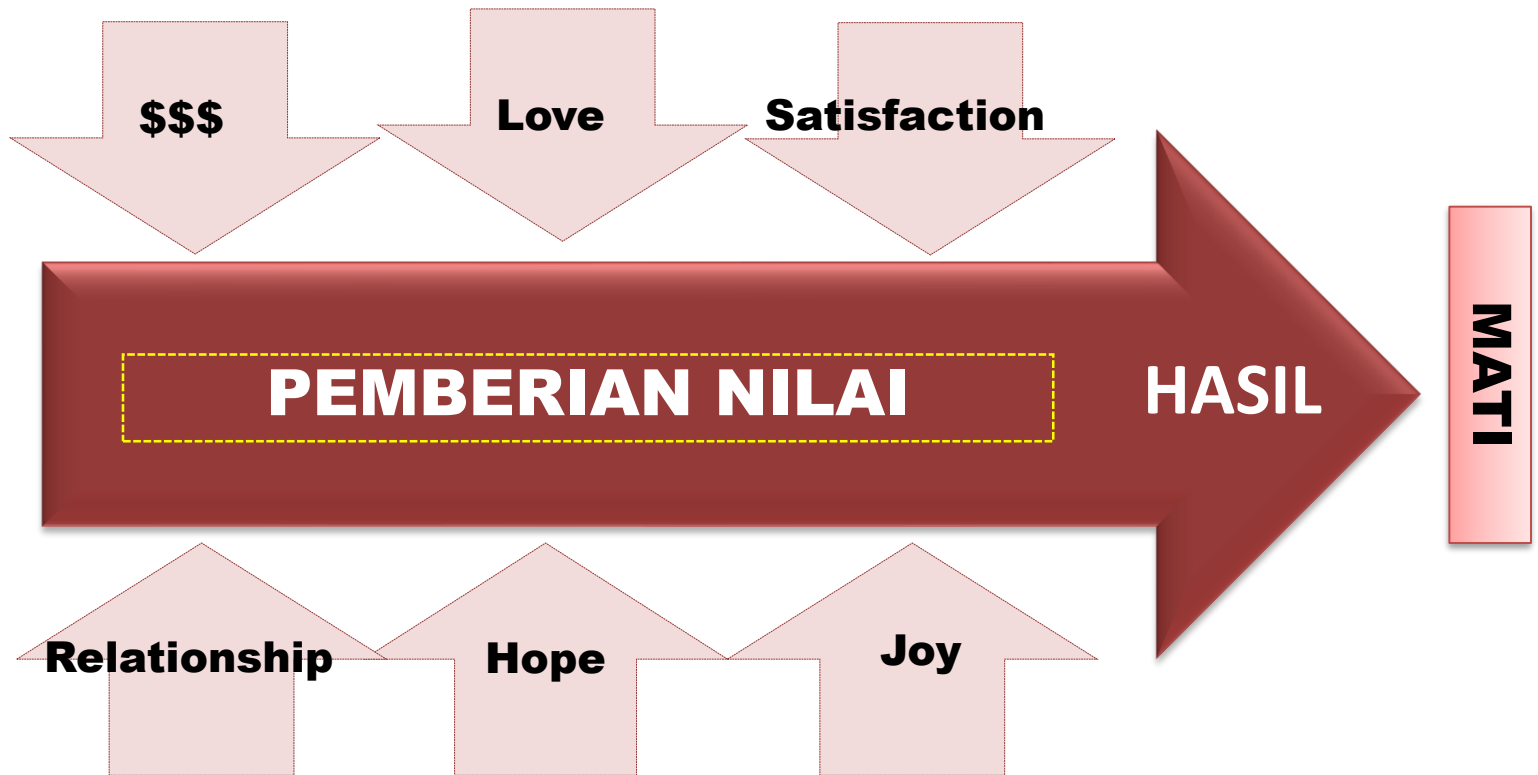 $$$
Love
Satisfaction
PEMBERIAN NILAI
HASIL
MATI
Relationship
Hope
Joy